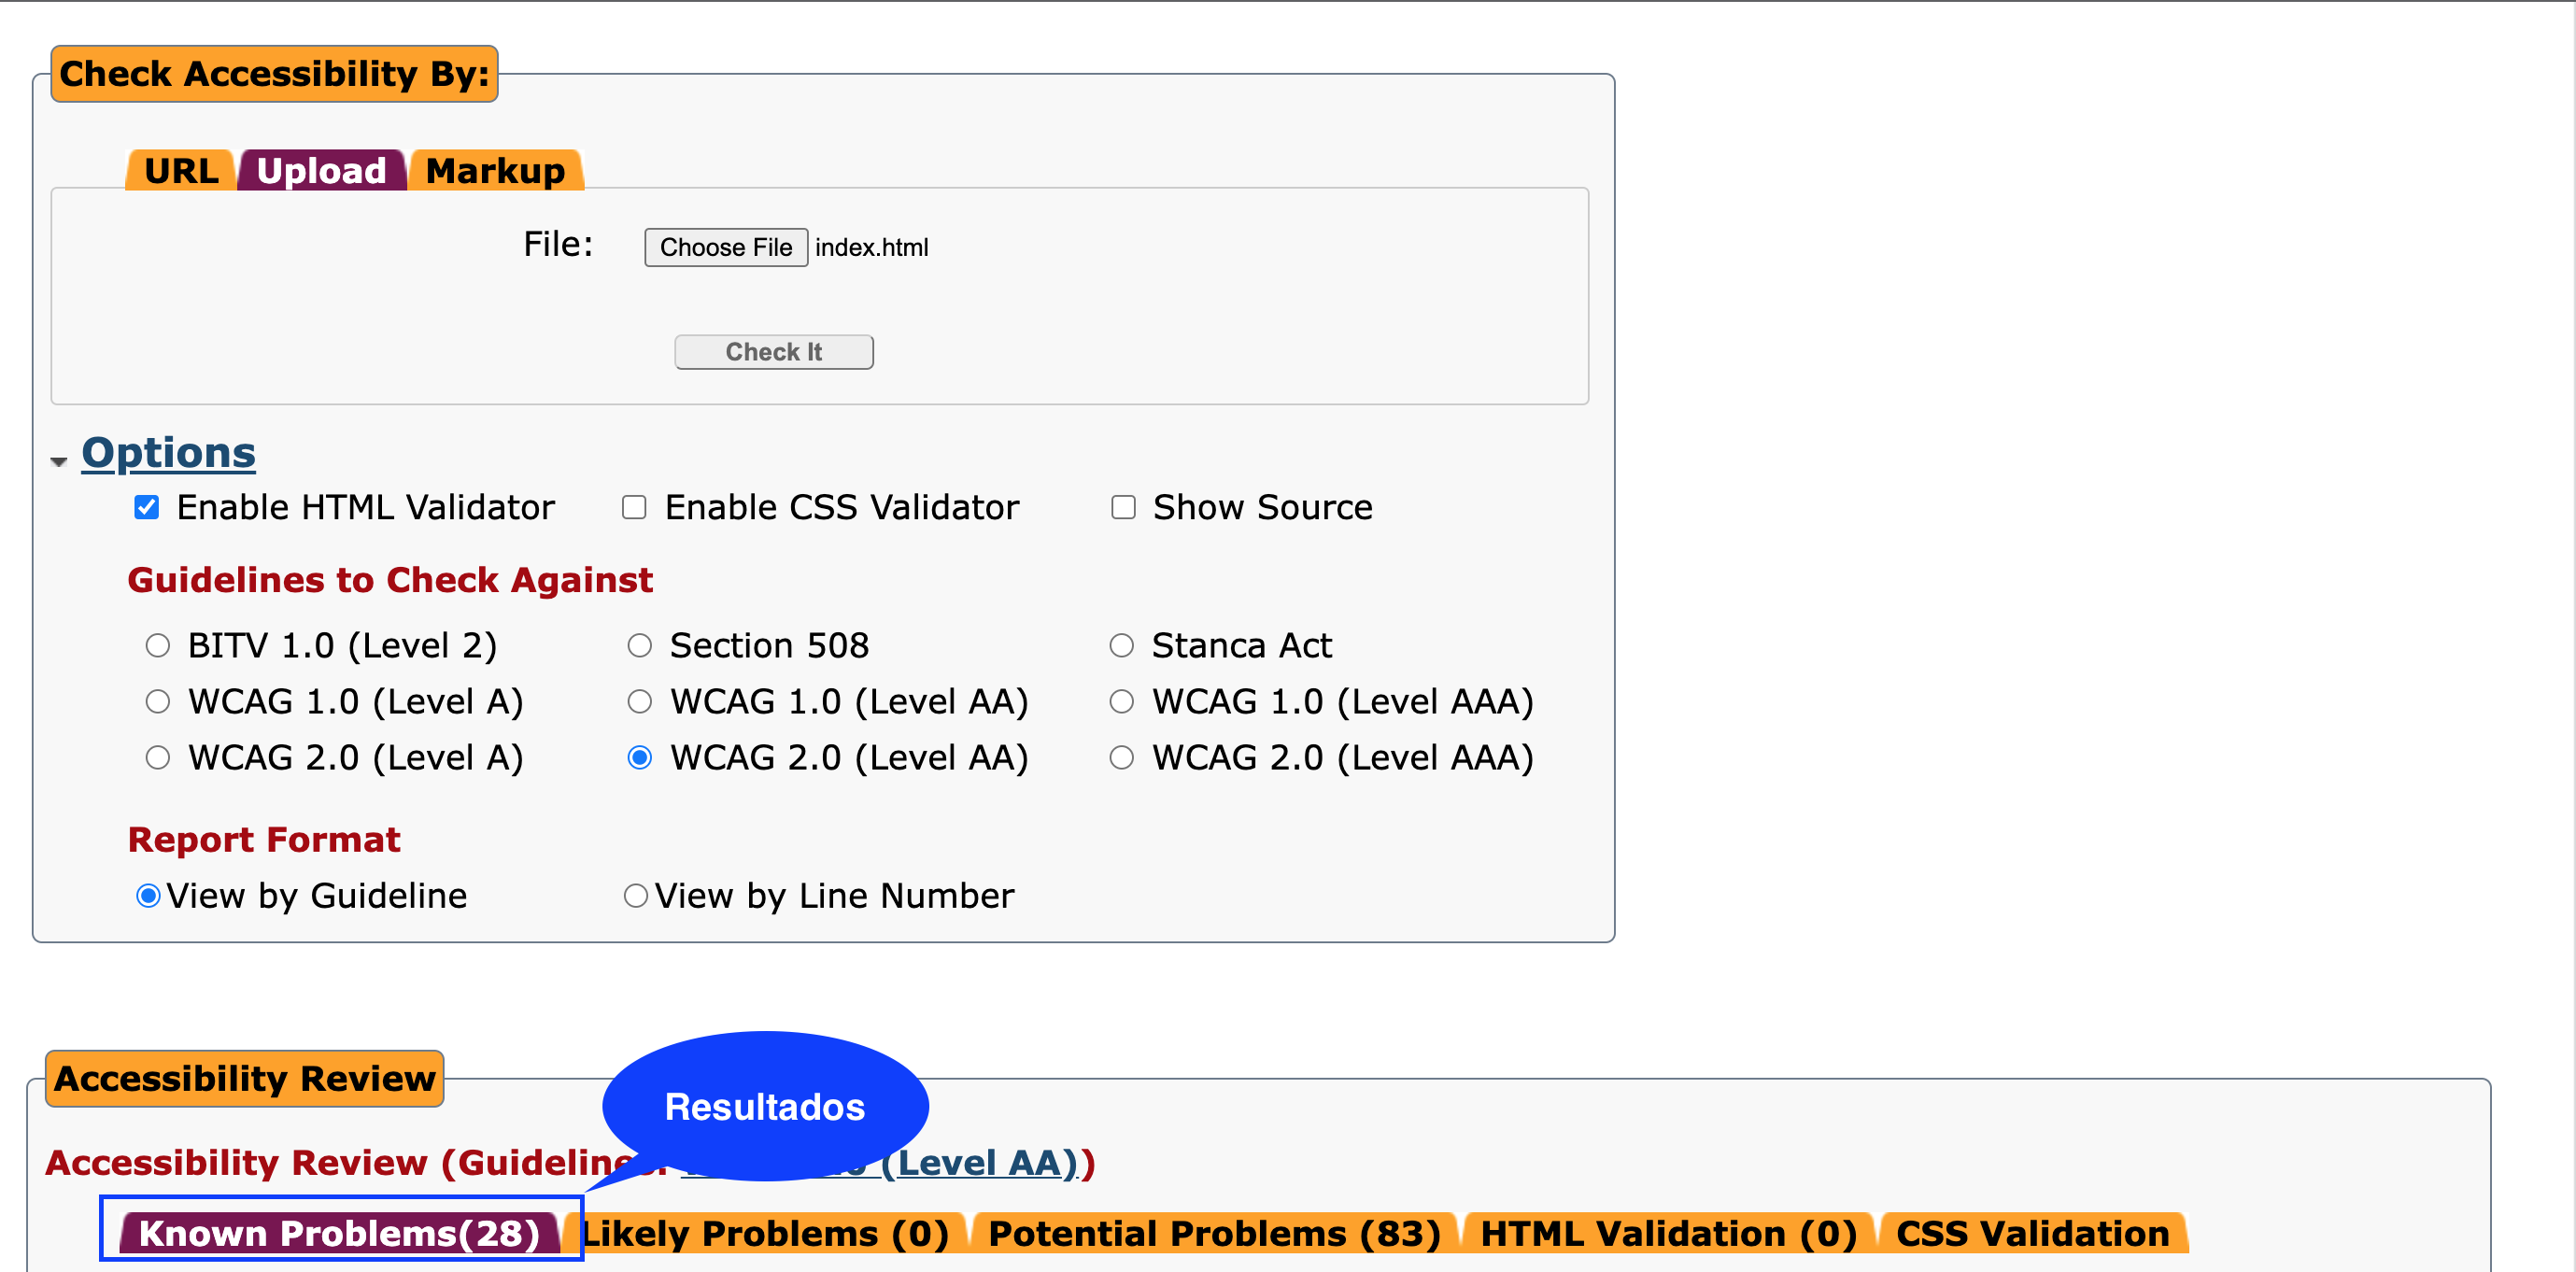 Check Accessibility By:
URL Upload Markup
File: Choose File index.html
Check It
Options
Enable HTML Validator Enable CSS Validator Show Source
Guidelines to Check Against
BITV 1.0 (Level 2) Section 508 Stanca Act
WCAG 1.0 (Level A) WCAG 1.0 (Level AA) WCAG 1.0 (Level AAA)
WCAG 2.0 (Level A) WCAG 2.0 (Level AA) WCAG 2.0 (Level AAA)
Report Format
View by Guideline View by Line Number
Accessibility Review
Resultados
Accessibility Review (Guidelines: (Level AA))
Known Problems(28) Likely Problems (0) Potential Problems (83) HTML Validation (0) CSS Validation